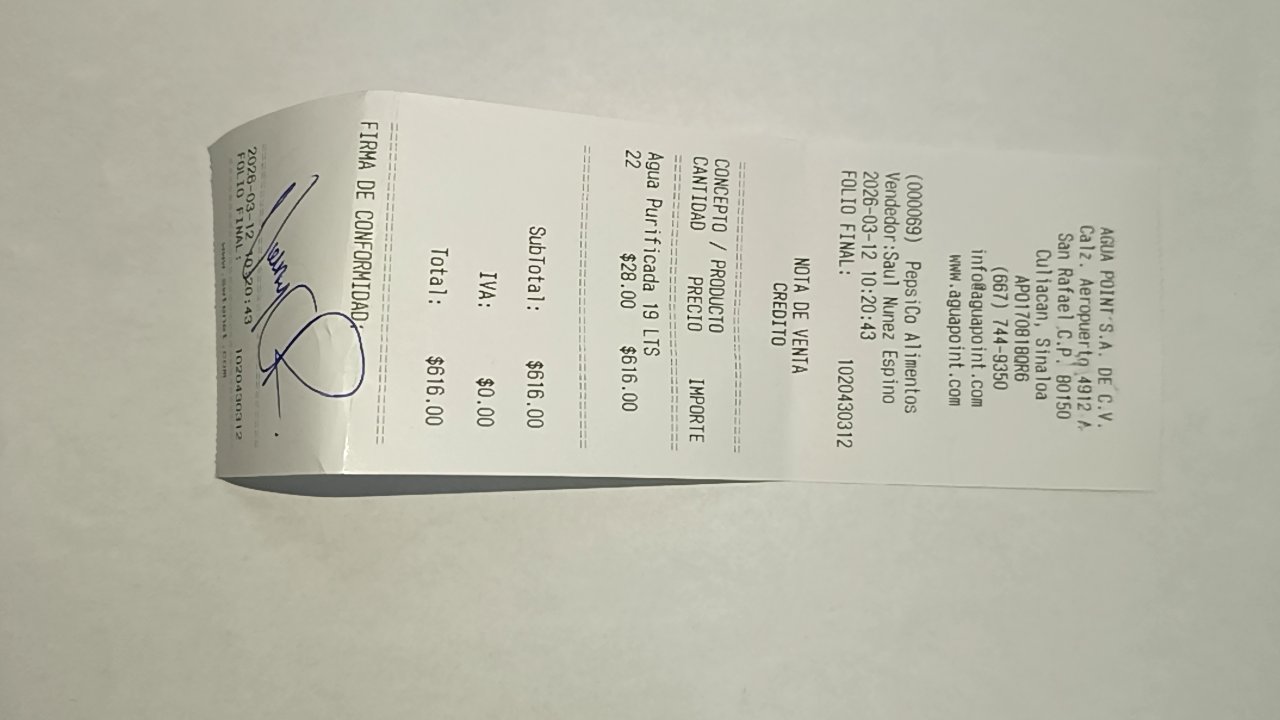 AGUA POINT S.A. DE C.V.
Calz. Aeropuerto 4912 A
San Rafael C.P. 80150
Culiacan, Sinaloa
APO170818QR6
(667) 744-9350
info@aguapoint.com
www.aguapoint.com
(000069) PepsiCo Alimentos
Vendedor:Saul Nunez Espino
2026-03-12 10:20:43
FOLIO FINAL: 1020430312
NOTA DE VENTA
CREDITO
CONCEPTO / PRODUCTO
CANTIDAD PRECIO IMPORTE
Agua Purificada 19 LTS
22 $28.00 $616.00
SubTotal: $616.00
IVA: $0.00
Total: $616.00
FIRMA DE CONFORMIDAD:
2026-03-12 10:20:43
FOLIO FINAL: 1020430312